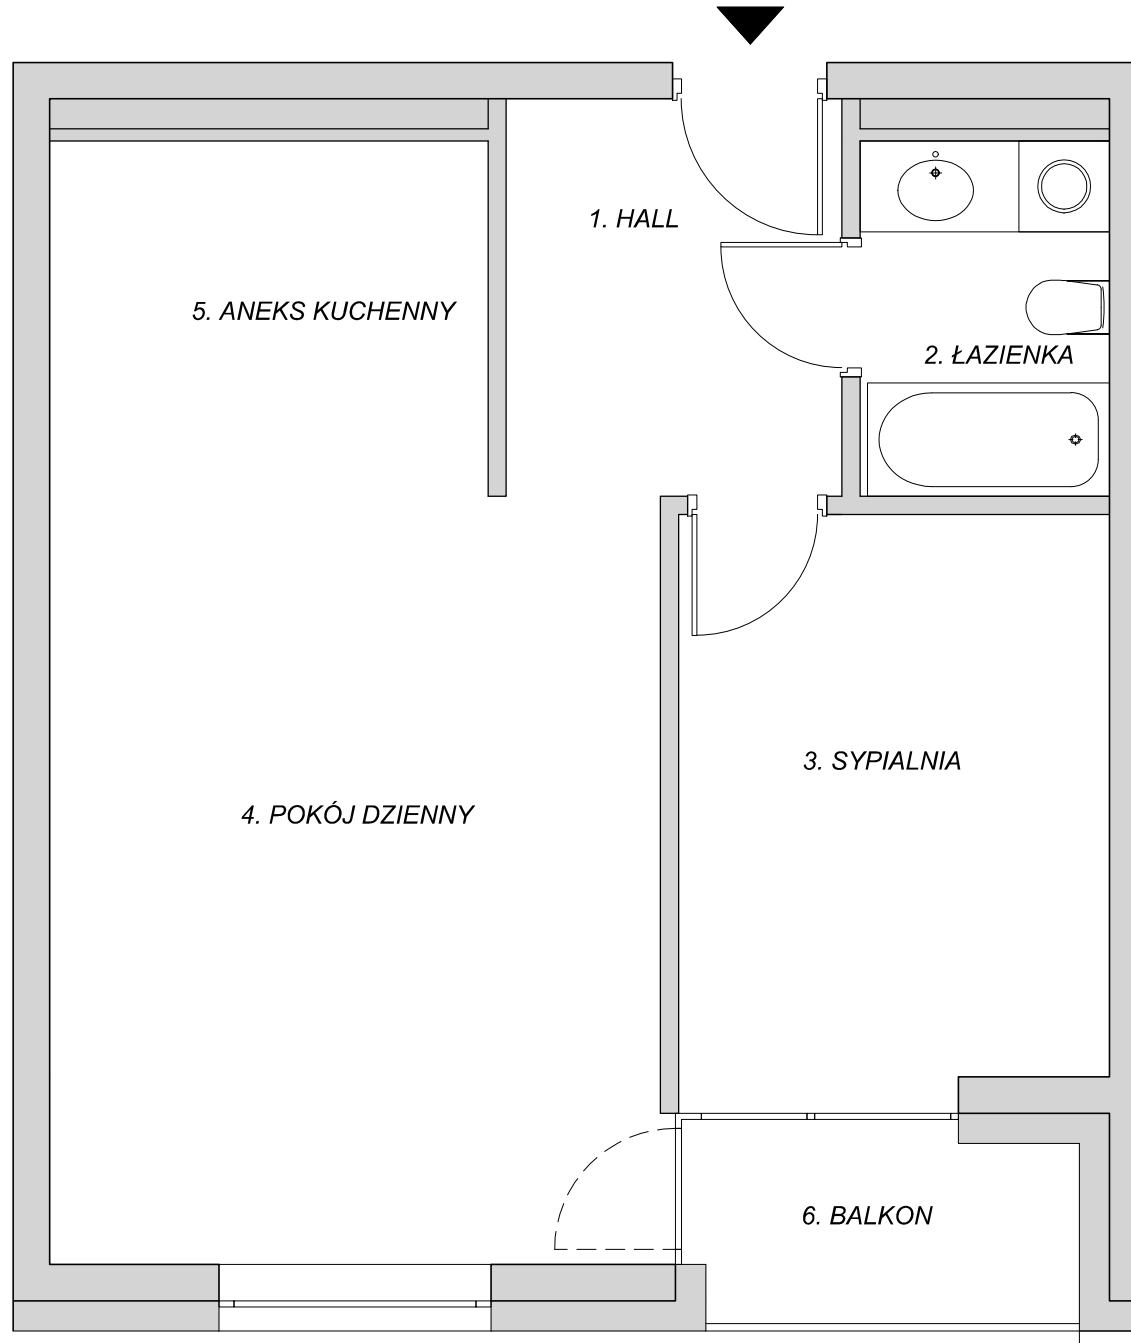 1. HALL
5. ANEKS KUCHENNY
2. ŁAZIENKA
3. SYPIALNIA
4. POKÓJ DZIENNY
6. BALKON